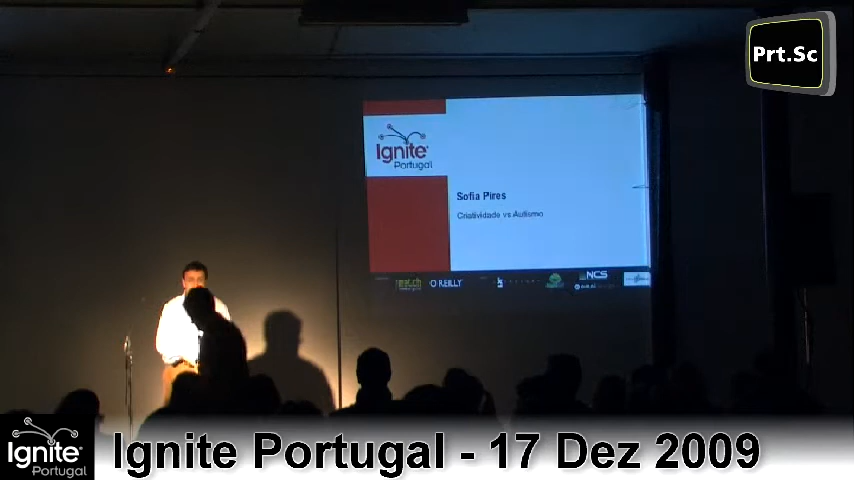 Prt.Sc
Ignite
Portugal
Sofia Pires
Criatividade vs Autismo
O'REILLY
NCS
Ignite
Portugal
Ignite Portugal - 17 Dez 2009